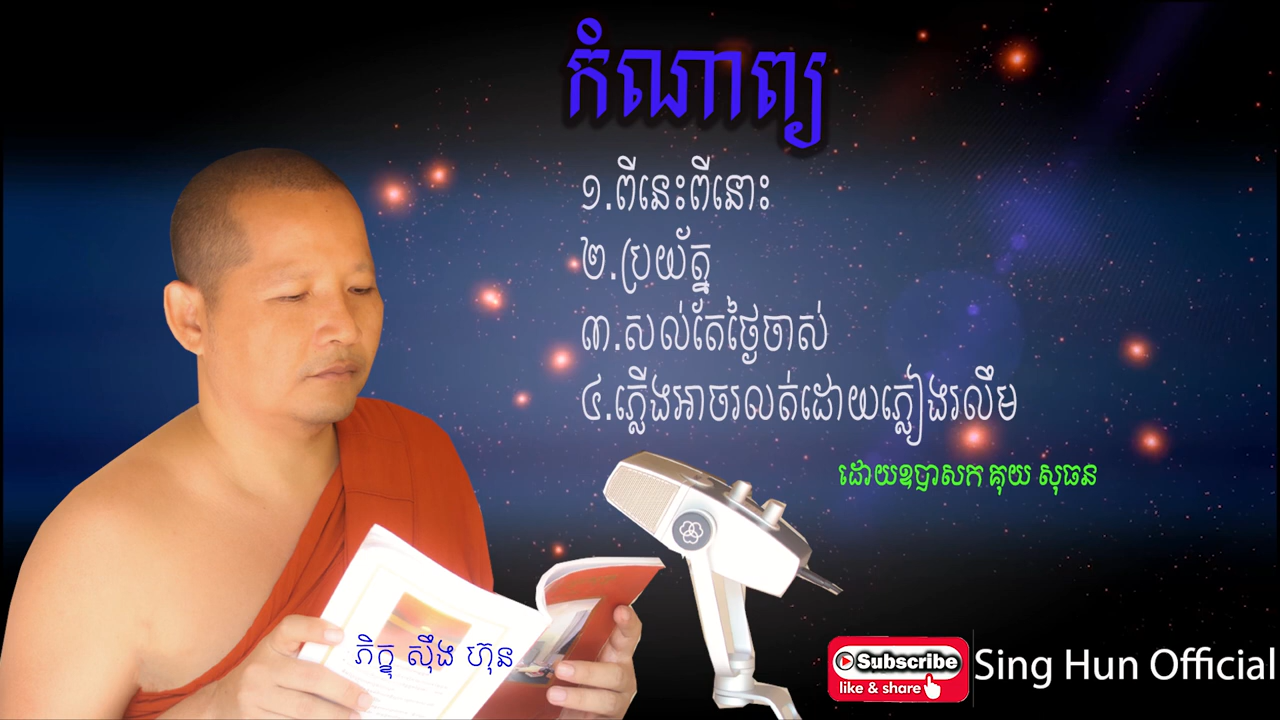 កំណាព្យ
១.ពីនេះពីនោះ
២.ប្រយ័ត្ន
៣.សល់តែថ្ងៃចាស់
៤.ភ្លើងអាចរលត់ដោយភ្លៀងរលឹម
ដោយឧបាសក គុយ សុធន
ភិក្ខុ ស៊ឹង ហ៊ុន
Subscribe
like & share
Sing Hun Official